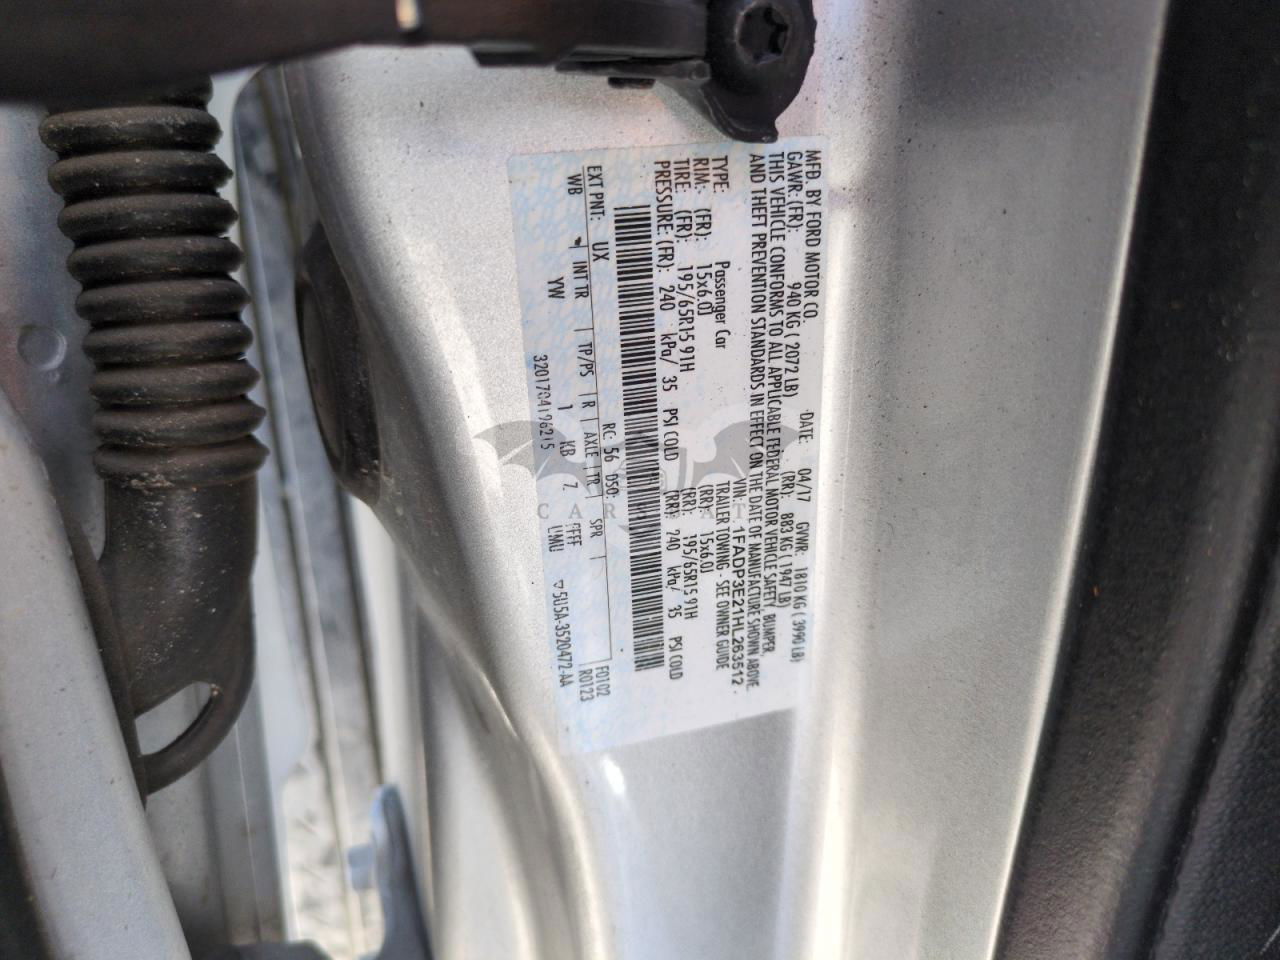 MFD. BY FORD MOTOR CO.
DATE: 04/17 GVWR: 1810 KG ( 3990 LB)
GAWR: (FR): 940 KG ( 2072 LB) (RR): 883 KG ( 1947 LB)
THIS VEHICLE CONFORMS TO ALL APPLICABLE FEDERAL MOTOR VEHICLE SAFETY, BUMPER,
AND THEFT PREVENTION STANDARDS IN EFFECT ON THE DATE OF MANUFACTURE SHOWN ABOVE.
VIN: 1FADP3E21HL263512
TYPE: Passenger Car TRAILER TOWING - SEE OWNER GUIDE
RIM: (FR): 15x6.0J (RR): 15x6.0J
TIRE: (FR): 195/65R15 91H (RR): 195/65R15 91H
PRESSURE: (FR): 240 kPa/ 35 PSI COLD (RR): 240 kPa/ 35 PSI COLD
EXT PNT: UX RC: 56 DSO: F0102
WB INT TR TP/PS R AXLE TR SPR R0123
YW 1 KB 7
3201704196215 5U5A-3520472-AA